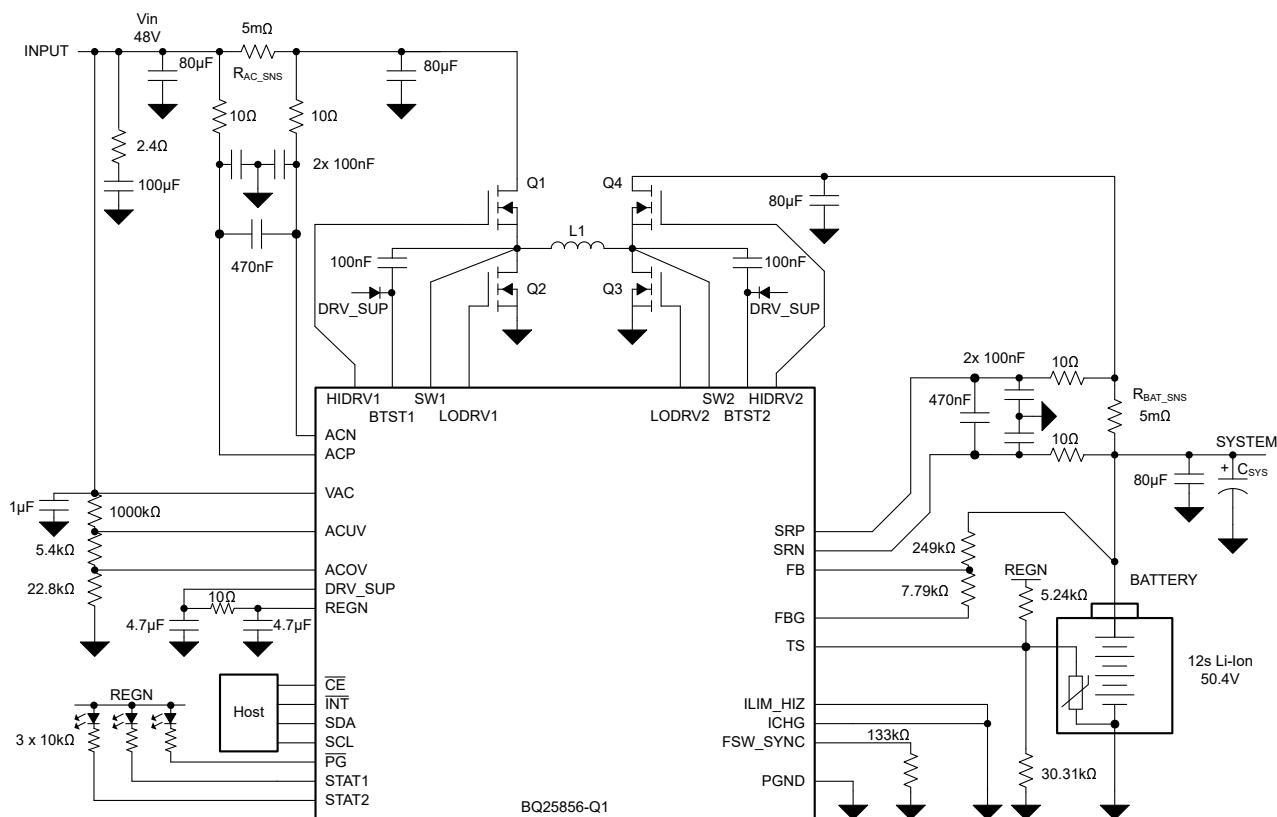 Vin
48V
INPUT
5mΩ
R_AC_SNS
80µF
80µF
10Ω
10Ω
2.4Ω
100µF
2x 100nF
470nF
Q1
Q4
80µF
L1
100nF
100nF
Q2
Q3
DRV_SUP
DRV_SUP
HIDRV1
BTST1
SW1
LODRV1
LODRV2
SW2
BTST2
HIDRV2
2x 100nF
10Ω
470nF
R_BAT_SNS
5mΩ
10Ω
SYSTEM
80µF
+ C_SYS
ACN
ACP
VAC
1µF
1000kΩ
ACUV
5.4kΩ
ACOV
22.8kΩ
DRV_SUP
10Ω
REGN
4.7µF
4.7µF
SRP
SRN
249kΩ
FB
7.79kΩ
FBG
REGN
5.24kΩ
BATTERY
TS
12s Li-Ion
50.4V
30.31kΩ
REGN
3 x 10kΩ
Host
CE
INT
SDA
SCL
PG
STAT1
STAT2
ILIM_HIZ
ICHG
FSW_SYNC
133kΩ
PGND
BQ25856-Q1